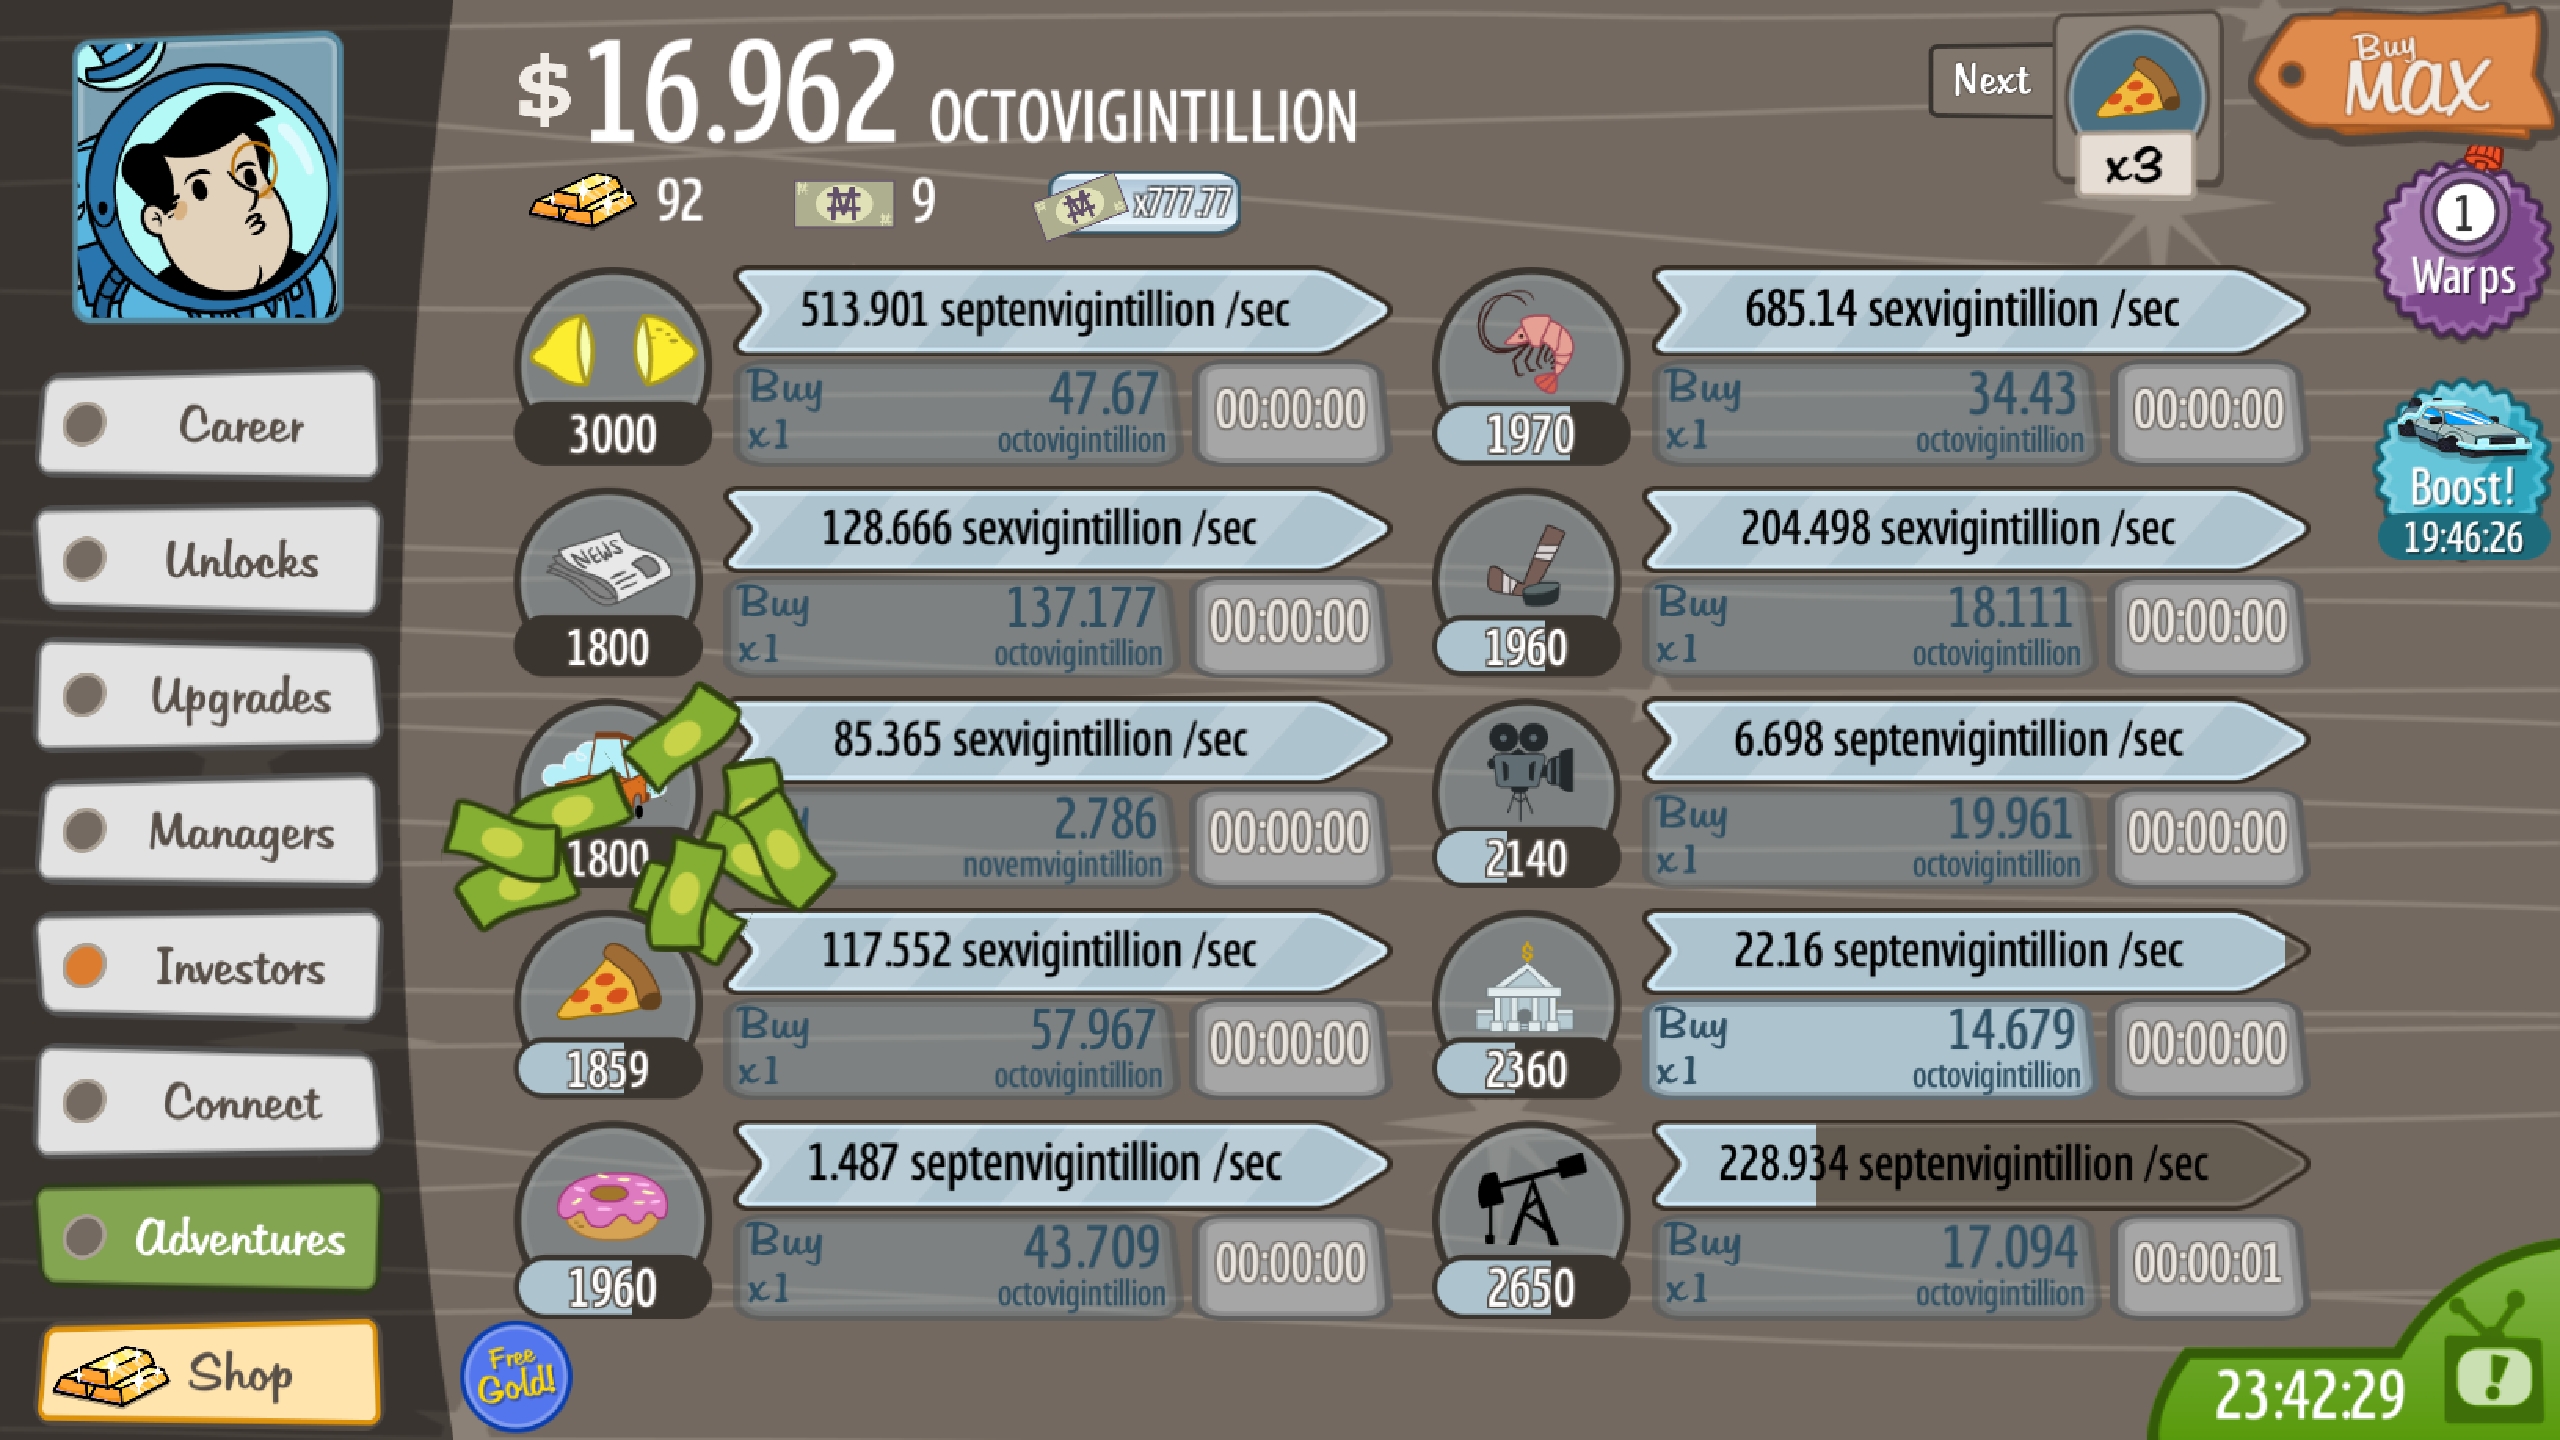 $16.962 OCTOVIGINTILLION
Next
x3
Buy
MAX
92
9
x777.77
1
Warps
Boost!
19:46:26
Career
Unlocks
Upgrades
Managers
Investors
Connect
Adventures
Shop
513.901 septenvigintillion /sec
3000
Buy x1
47.67
octovigintillion
00:00:00
685.14 sexvigintillion /sec
1970
Buy x1
34.43
octovigintillion
00:00:00
NEWS
128.666 sexvigintillion /sec
1800
Buy x1
137.177
octovigintillion
00:00:00
204.498 sexvigintillion /sec
1960
Buy x1
18.111
octovigintillion
00:00:00
85.365 sexvigintillion /sec
1800
2.786
novemvigintillion
00:00:00
6.698 septenvigintillion /sec
2140
Buy x1
19.961
octovigintillion
00:00:00
117.552 sexvigintillion /sec
1859
Buy x1
57.967
octovigintillion
00:00:00
22.16 septenvigintillion /sec
2360
Buy x1
14.679
octovigintillion
00:00:00
1.487 septenvigintillion /sec
1960
Buy x1
43.709
octovigintillion
00:00:00
228.934 septenvigintillion /sec
2650
Buy x1
17.094
octovigintillion
00:00:01
Free
Gold!
23:42:29